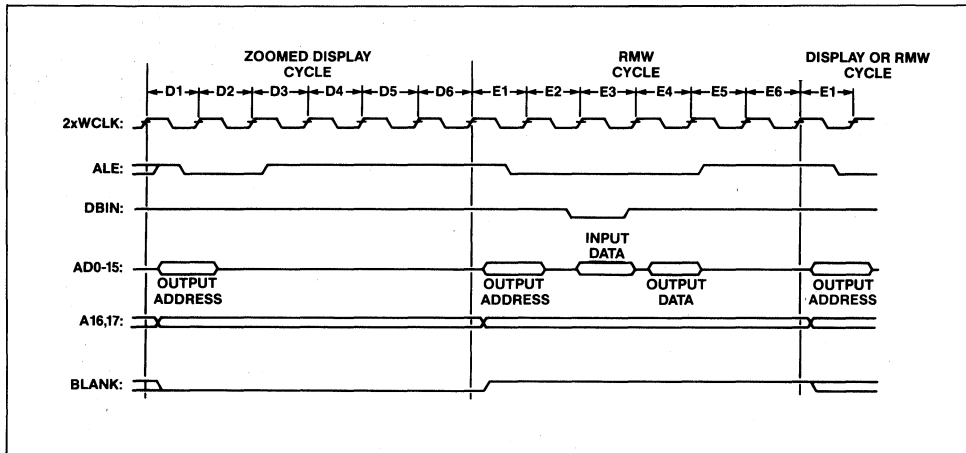 ZOOMED DISPLAY
CYCLE
RMW
CYCLE
DISPLAY OR RMW
CYCLE
D1 D2 D3 D4 D5 D6 E1 E2 E3 E4 E5 E6 E1
2xWCLK:
ALE:
DBIN:
INPUT
DATA
AD0-15:
OUTPUT
ADDRESS
OUTPUT
ADDRESS
OUTPUT
DATA
OUTPUT
ADDRESS
A16,17:
BLANK: